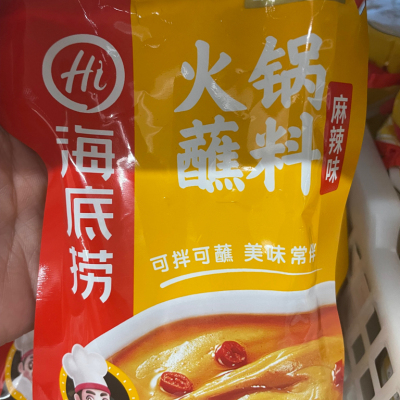 Hi
海底捞
火锅
蘸料
麻辣味
可拌可蘸 美味常伴